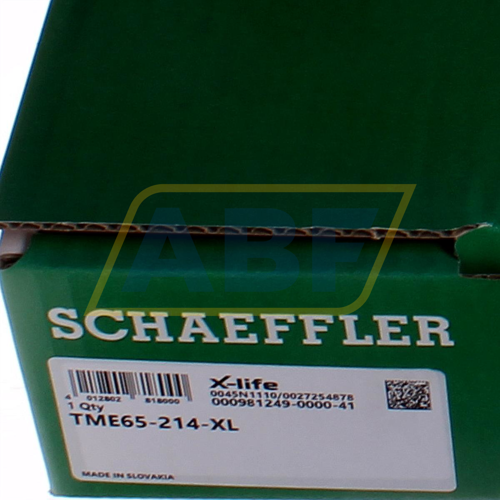 ABF
SCHAEFFLER
X-life
0045N1110/0027254878
000981249-0000-41
4 012802 818000
1 Qty
TME65-214-XL
MADE IN SLOVAKIA